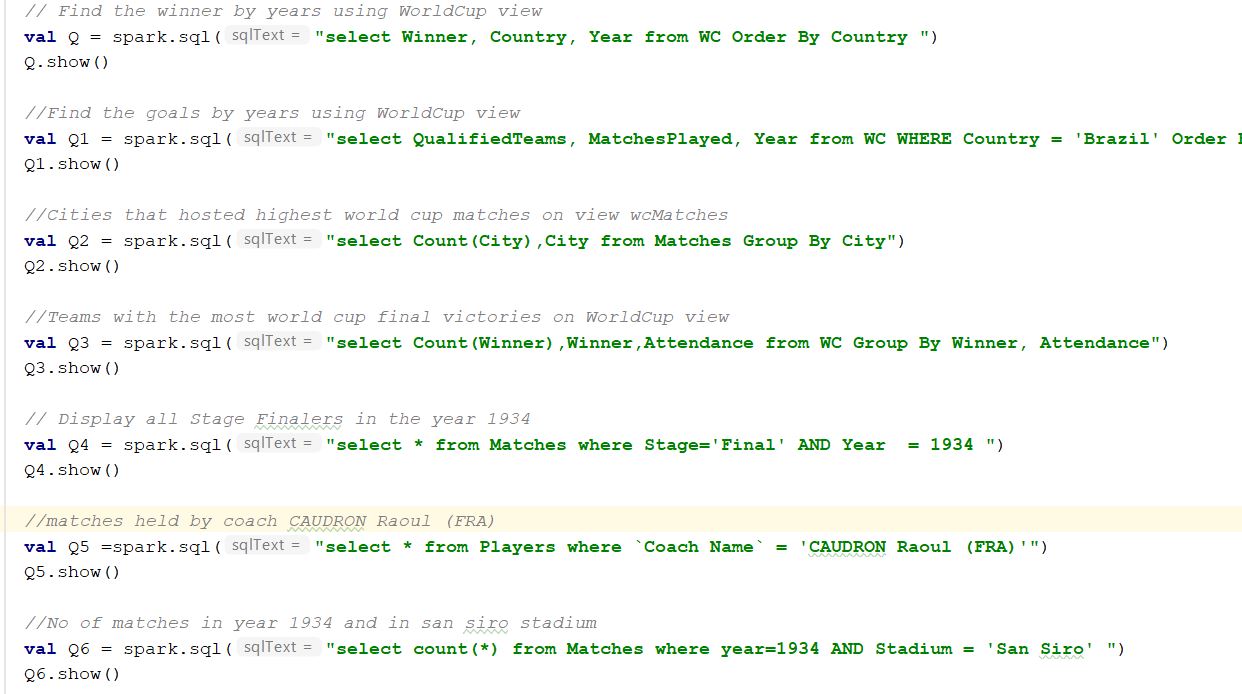 // Find the winner by years using WorldCup view
val Q = spark.sql( sqlText = "select Winner, Country, Year from WC Order By Country ")
Q.show()
//Find the goals by years using WorldCup view
val Q1 = spark.sql( sqlText = "select QualifiedTeams, MatchesPlayed, Year from WC WHERE Country = 'Brazil' Order
Q1.show()
//Cities that hosted highest world cup matches on view wcMatches
val Q2 = spark.sql( sqlText = "select Count(City),City from Matches Group By City")
Q2.show()
//Teams with the most world cup final victories on WorldCup view
val Q3 = spark.sql( sqlText = "select Count(Winner),Winner,Attendance from WC Group By Winner, Attendance")
Q3.show()
// Display all Stage Finalers in the year 1934
val Q4 = spark.sql( sqlText = "select * from Matches where Stage='Final' AND Year  = 1934 ")
Q4.show()
//matches held by coach CAUDRON Raoul (FRA)
val Q5 =spark.sql( sqlText = "select * from Players where `Coach Name` = 'CAUDRON Raoul (FRA)'")
Q5.show()
//No of matches in year 1934 and in san siro stadium
val Q6 = spark.sql( sqlText = "select count(*) from Matches where year=1934 AND Stadium = 'San Siro' ")
Q6.show()